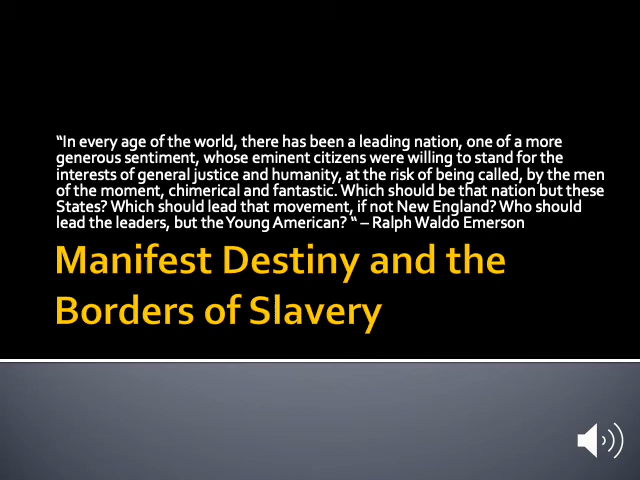 “In every age of the world, there has been a leading nation, one of a more
generous sentiment, whose eminent citizens were willing to stand for the
interests of general justice and humanity, at the risk of being called, by the men
of the moment, chimerical and fantastic. Which should be that nation but these
States? Which should lead that movement, if not New England? Who should
lead the leaders, but the Young American? “ – Ralph Waldo Emerson
Manifest Destiny and the
Borders of Slavery